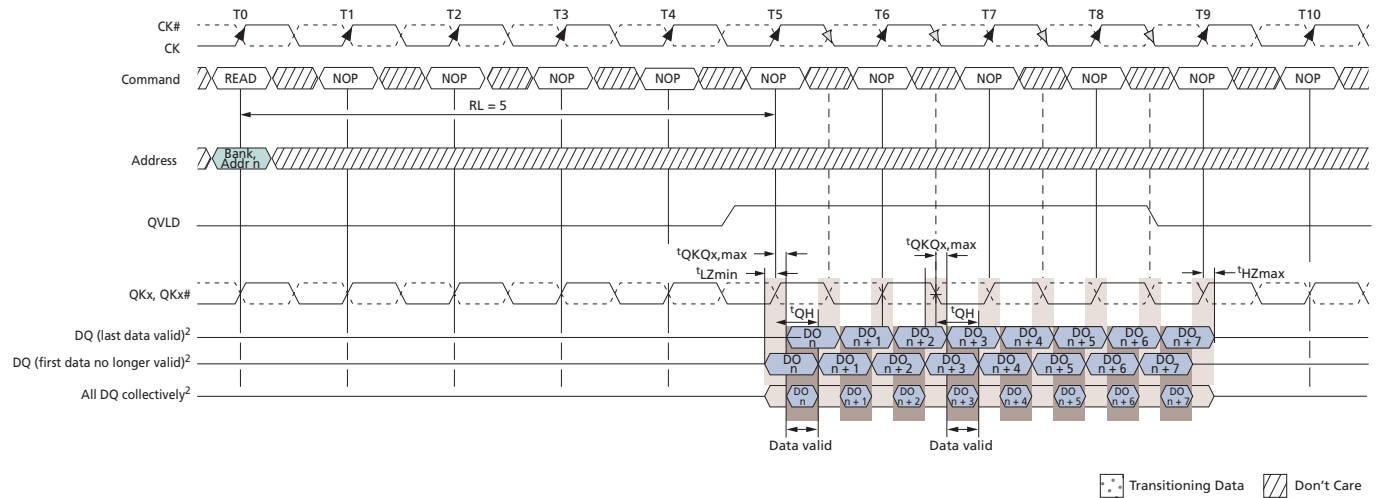 T0 T1 T2 T3 T4 T5 T6 T7 T8 T9 T10
CK#
CK
Command READ NOP NOP NOP NOP NOP NOP NOP NOP NOP NOP
RL = 5
Address Bank, Addr n
QVLD
tQKQx,max tQKQx,max
tLZmin tHZmax
QKx, QKx#
tQH tQH
DQ (last data valid)2 DO n DO n + 1 DO n + 2 DO n + 3 DO n + 4 DO n + 5 DO n + 6 DO n + 7
DQ (first data no longer valid)2 DO n DO n + 1 DO n + 2 DO n + 3 DO n + 4 DO n + 5 DO n + 6 DO n + 7
All DQ collectively2 DO n DO n + 1 DO n + 2 DO n + 3 DO n + 4 DO n + 5 DO n + 6 DO n + 7
Data valid Data valid
Transitioning Data Don't Care